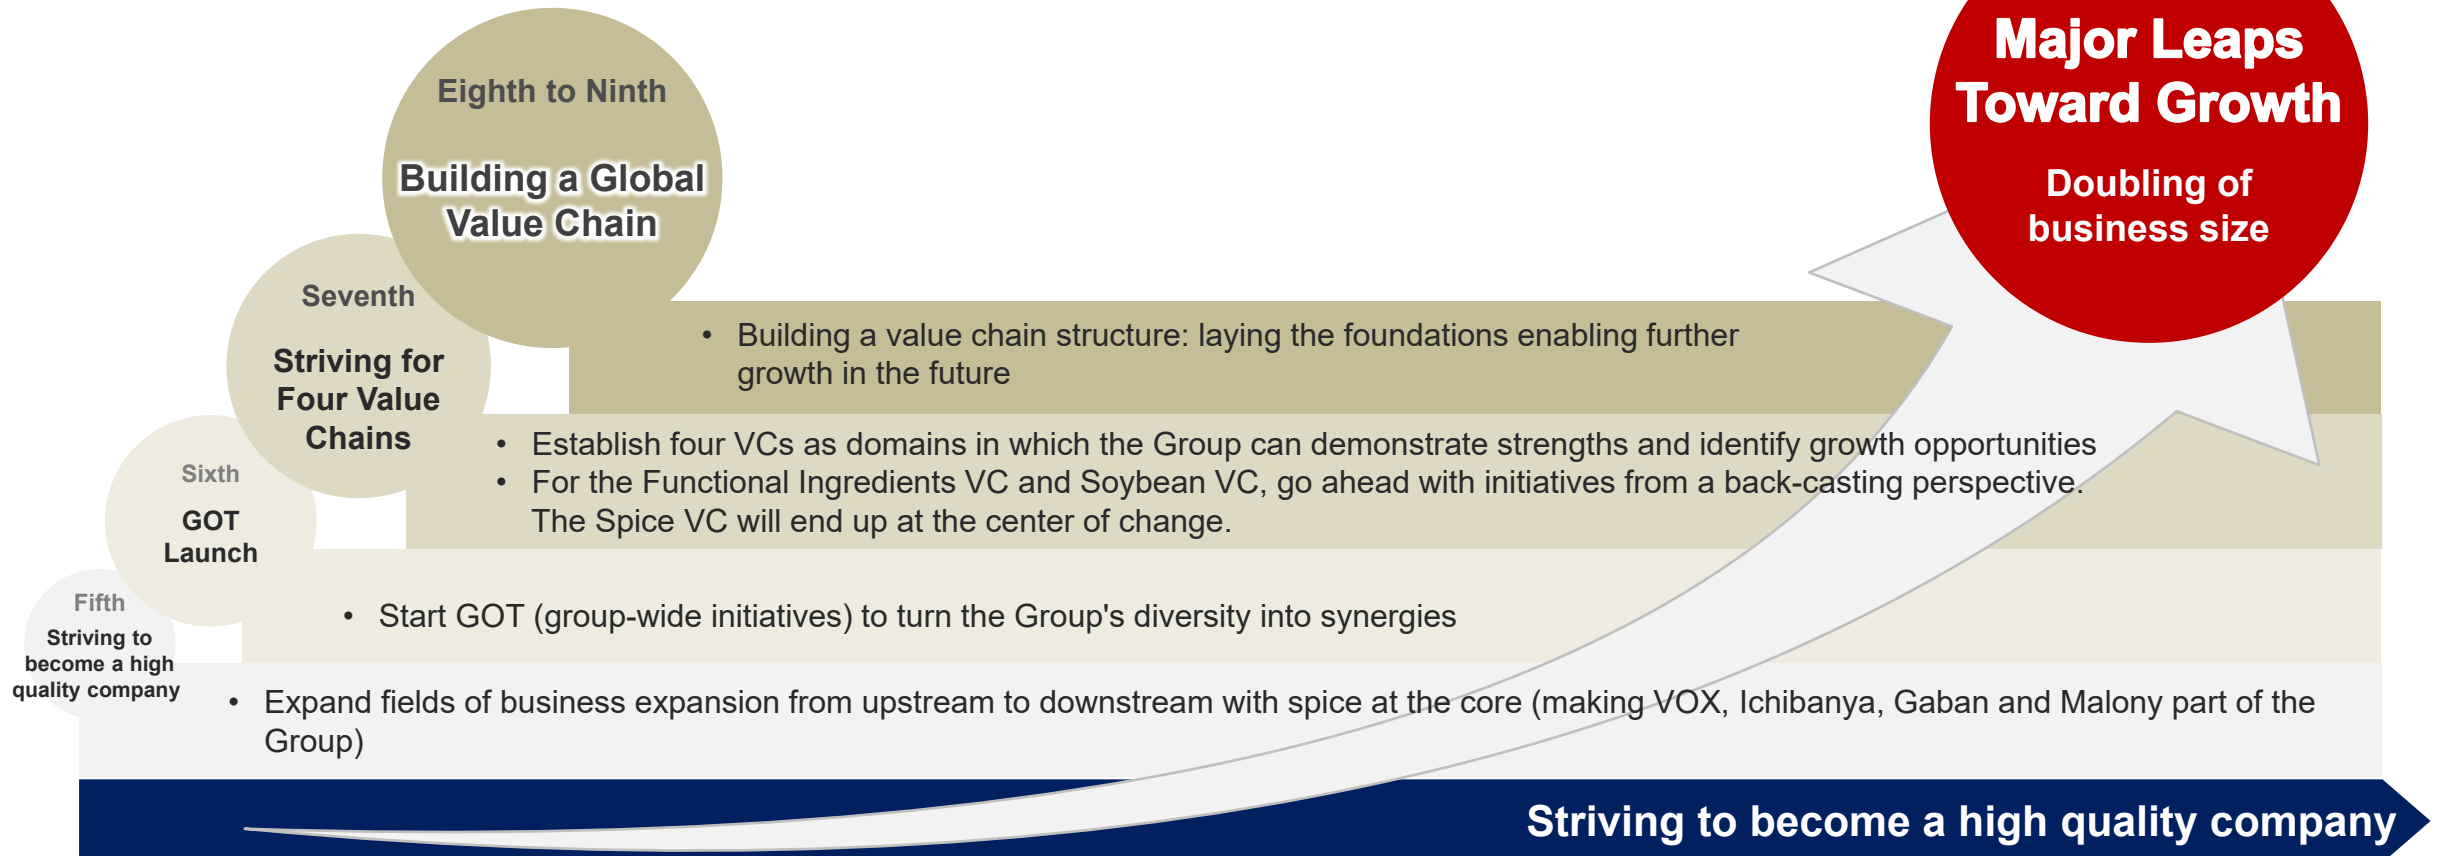 Major Leaps
Toward Growth
Doubling of
business size
Eighth to Ninth
Building a Global
Value Chain
• Building a value chain structure: laying the foundations enabling further
growth in the future
Seventh
Striving for
Four Value
Chains
• Establish four VCs as domains in which the Group can demonstrate strengths and identify growth opportunities
• For the Functional Ingredients VC and Soybean VC, go ahead with initiatives from a back-casting perspective.
The Spice VC will end up at the center of change.
Sixth
GOT
Launch
• Start GOT (group-wide initiatives) to turn the Group's diversity into synergies
Fifth
Striving to
become a high
quality company
• Expand fields of business expansion from upstream to downstream with spice at the core (making VOX, Ichibanya, Gaban and Malony part of the
Group)
Striving to become a high quality company